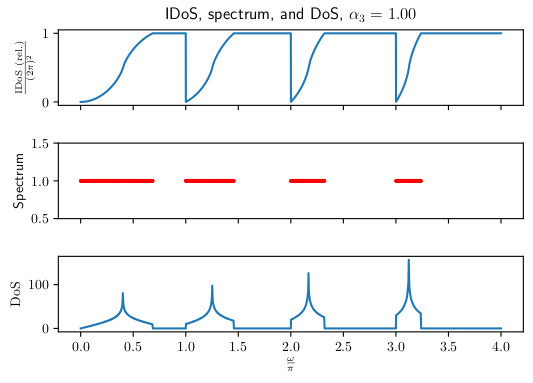 IDoS, spectrum, and DoS, α₃ = 1.00
IDoS (rel.)
(2π)²
1
0
Spectrum
1.5
1.0
0.5
DoS
100
0
0.0 0.5 1.0 1.5 2.0 2.5 3.0 3.5 4.0
ε
π